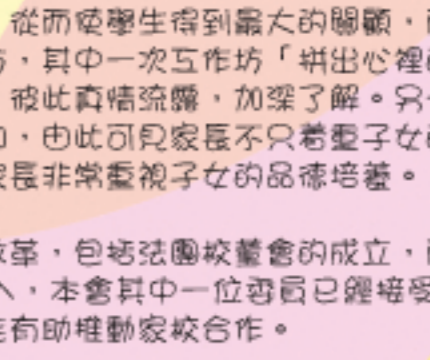 從而使學生得到最大的關顧，
，其中一次工作坊「拼出心裡
彼此真情流露，加深了解。另
，由此可見家長不只着重子女
家長非常重視子女的品德培養。
改革，包括法團校董會的成立，
，本會其中一位委員已經接受
有助推動家校合作。